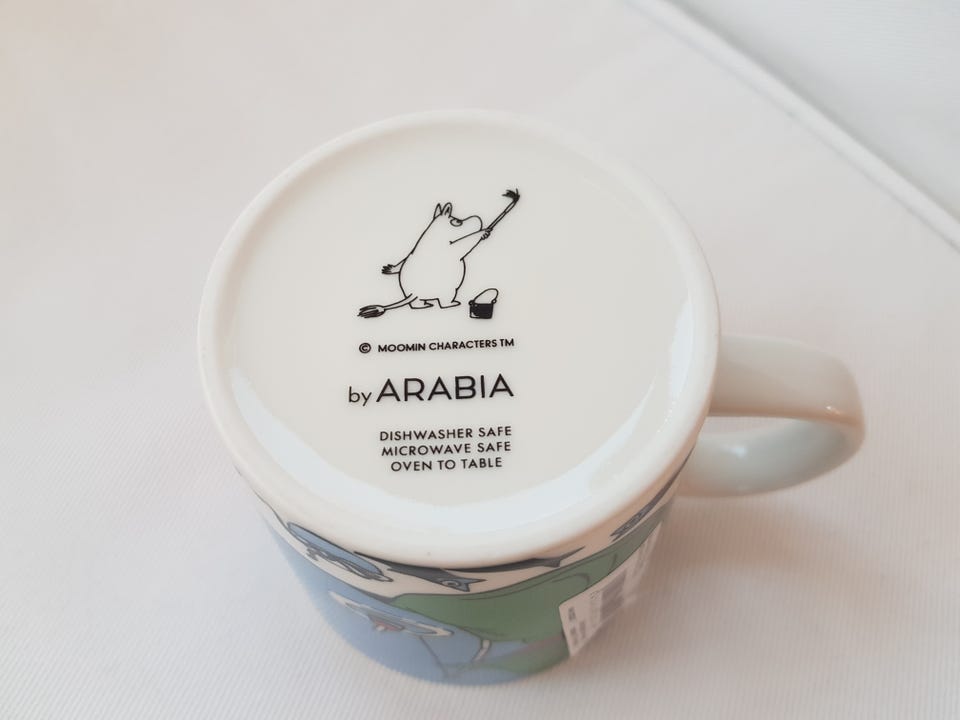 © MOOMIN CHARACTERS TM
by ARABIA
DISHWASHER SAFE
MICROWAVE SAFE
OVEN TO TABLE